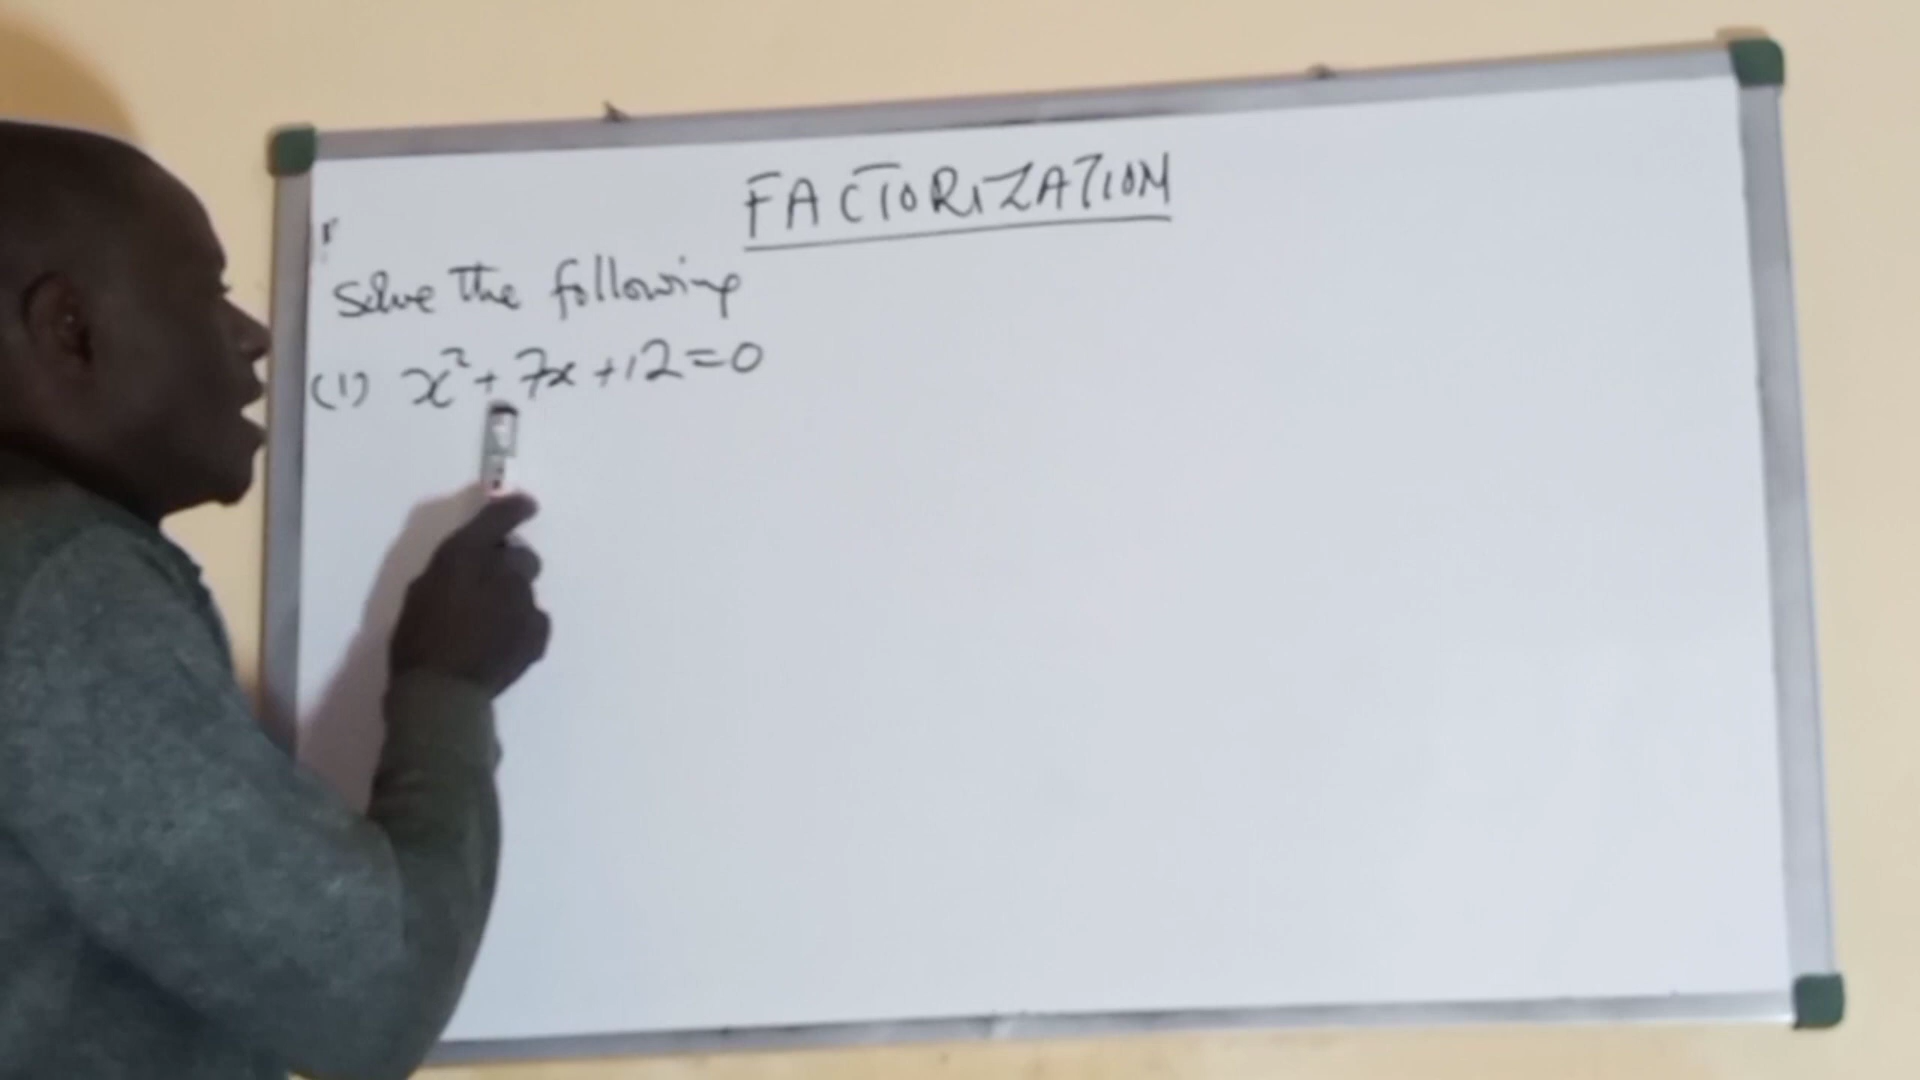 FACTORIZATION
Solve the following
(1) x² + 7x + 12 = 0